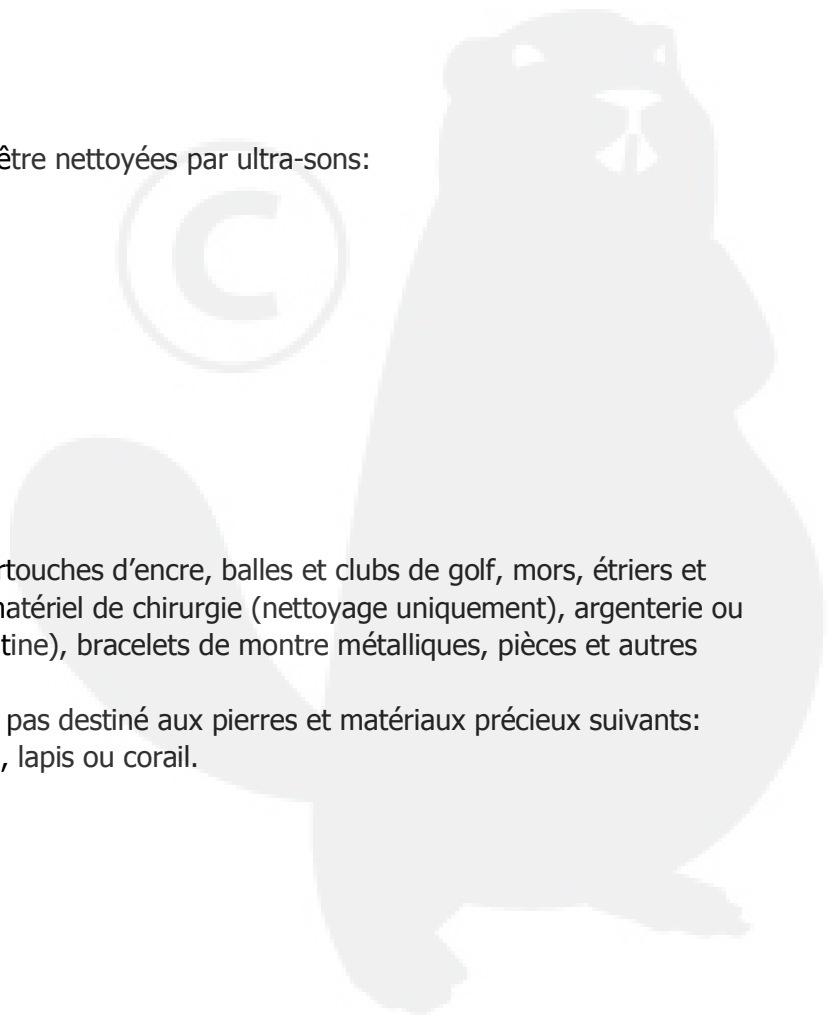 être nettoyées par ultra-sons:
©
rtouches d’encre, balles et clubs de golf, mors, étriers et
matériel de chirurgie (nettoyage uniquement), argenterie ou
tine), bracelets de montre métalliques, pièces et autres
pas destiné aux pierres et matériaux précieux suivants:
, lapis ou corail.